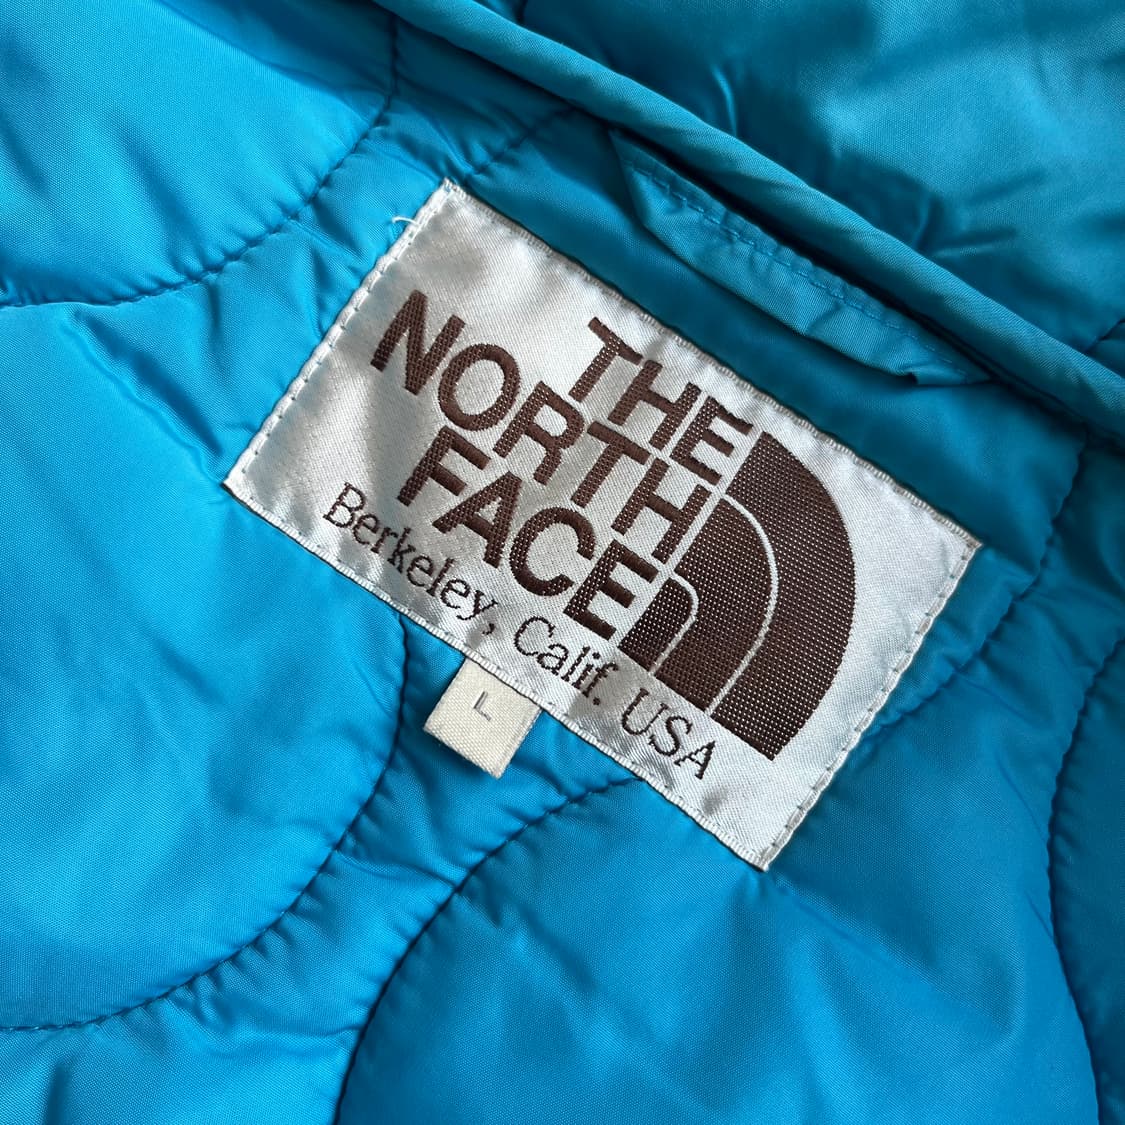 THE
NORTH
FACE
Berkeley, Calif. USA
L